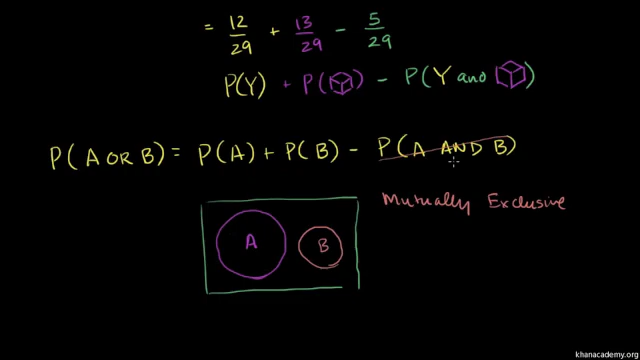 = 12/29 + 13/29 - 5/29
P(Y) + P( ) - P(Y and )
P(A OR B) = P(A) + P(B) - P(A AND B)
Mutually Exclusive
A B
khanacademy.org